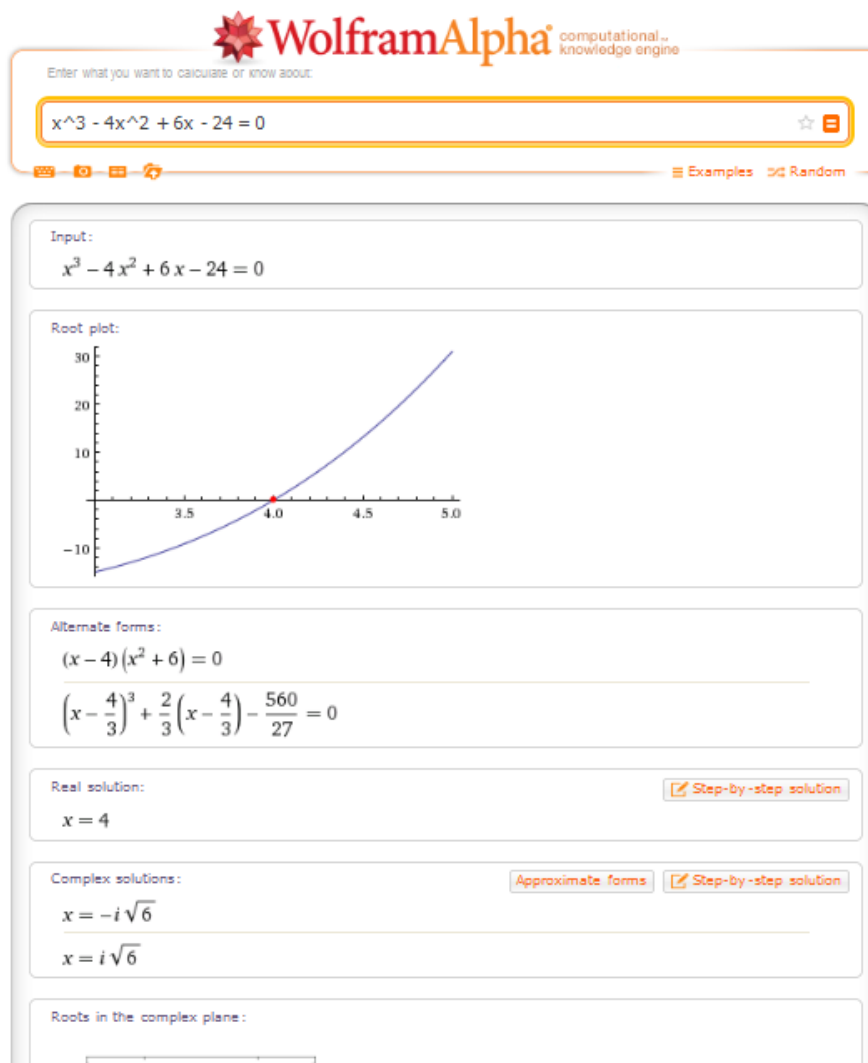 WolframAlpha computational.. knowledge engine
Enter what you want to calculate or know about:
x^3 - 4x^2 + 6x - 24 = 0
Examples Random
Input:
x³ – 4 x² + 6 x – 24 = 0
Root plot:
30
20
10
3.5 4.0 4.5 5.0
–10
Alternate forms:
(x – 4)(x² + 6) = 0
(x – 4/3)³ + 2/3 (x – 4/3) – 560/27 = 0
Real solution: Step-by-step solution
x = 4
Complex solutions: Approximate forms Step-by-step solution
x = –i √6
x = i √6
Roots in the complex plane: